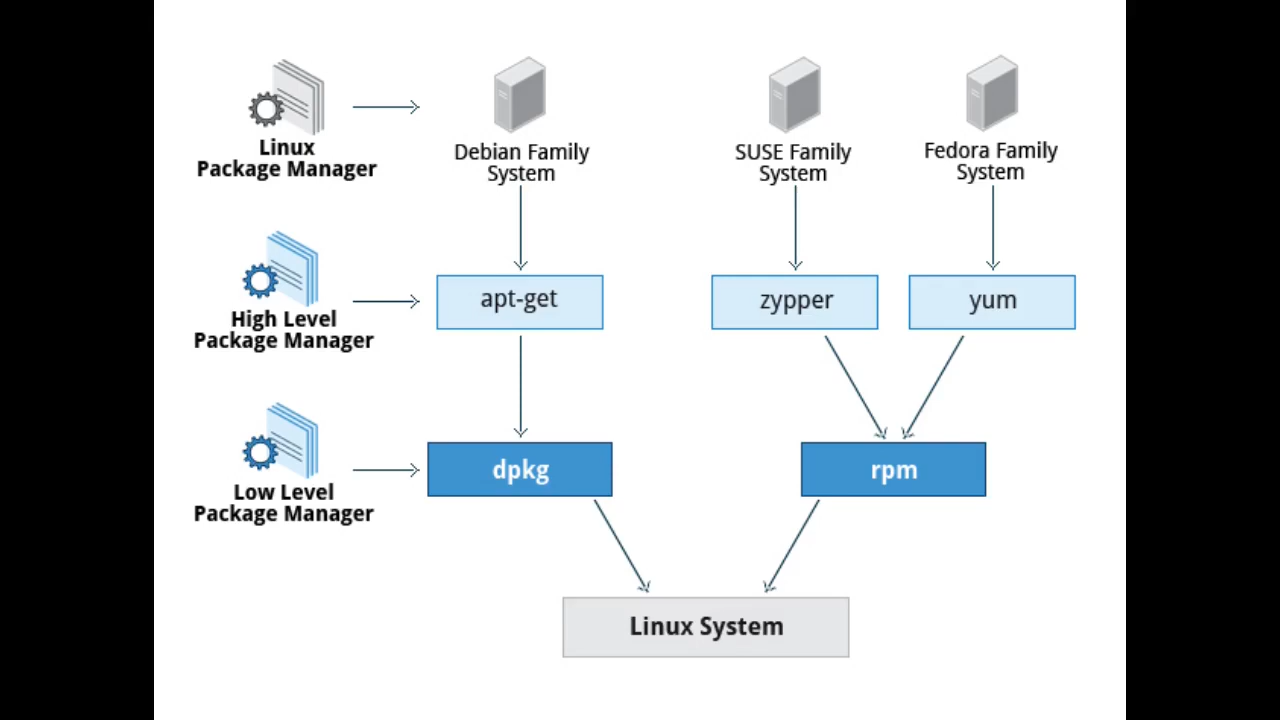 Linux
Package Manager
Debian Family
System
SUSE Family
System
Fedora Family
System
High Level
Package Manager
apt-get
zypper
yum
Low Level
Package Manager
dpkg
rpm
Linux System